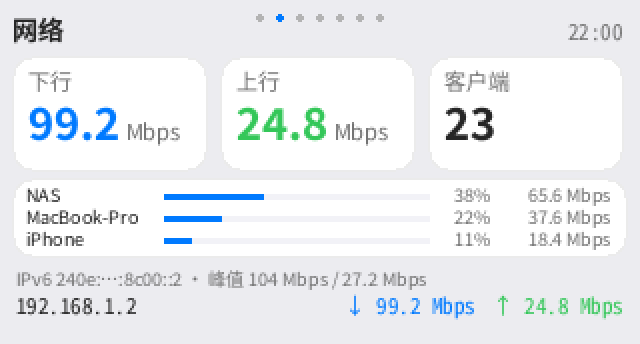 网络 22:00
下行 上行 客户端
99.2 Mbps 24.8 Mbps 23
NAS 38% 65.6 Mbps
MacBook-Pro 22% 37.6 Mbps
iPhone 11% 18.4 Mbps
IPv6 240e:⋯:8c00::2 · 峰值 104 Mbps / 27.2 Mbps
192.168.1.2 ↓ 99.2 Mbps ↑ 24.8 Mbps